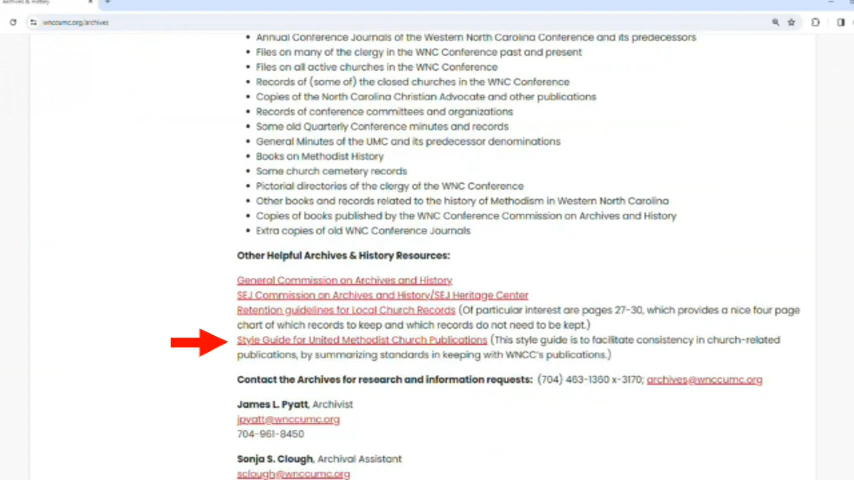 Archives & History
wnccumc.org/archives
Annual Conference Journals of the Western North Carolina Conference and its predecessors
Files on many of the clergy in the WNC Conference past and present
Files on all active churches in the WNC Conference
Records of (some of) the closed churches in the WNC Conference
Copies of the North Carolina Christian Advocate and other publications
Records of conference committees and organizations
Some old Quarterly Conference minutes and records
General Minutes of the UMC and its predecessor denominations
Books on Methodist History
Some church cemetery records
Pictorial directories of the clergy of the WNC Conference
Other books and records related to the history of Methodism in Western North Carolina
Copies of books published by the WNC Conference Commission on Archives and History
Extra copies of old WNC Conference Journals
Other Helpful Archives & History Resources:
General Commission on Archives and History
SEJ Commission on Archives and History/SEJ Heritage Center
Retention guidelines for Local Church Records (Of particular interest are pages 27-30, which provides a nice four page
chart of which records to keep and which records do not need to be kept.)
Style Guide for United Methodist Church Publications (This style guide is to facilitate consistency in church-related
publications, by summarizing standards in keeping with WNCC's publications.)
Contact the Archives for research and information requests: (704) 463-1360 x-3170; archives@wnccumc.org
James L. Pyatt, Archivist
jpyatt@wnccumc.org
704-961-8450
Sonja S. Clough, Archival Assistant
sclough@wnccumc.org